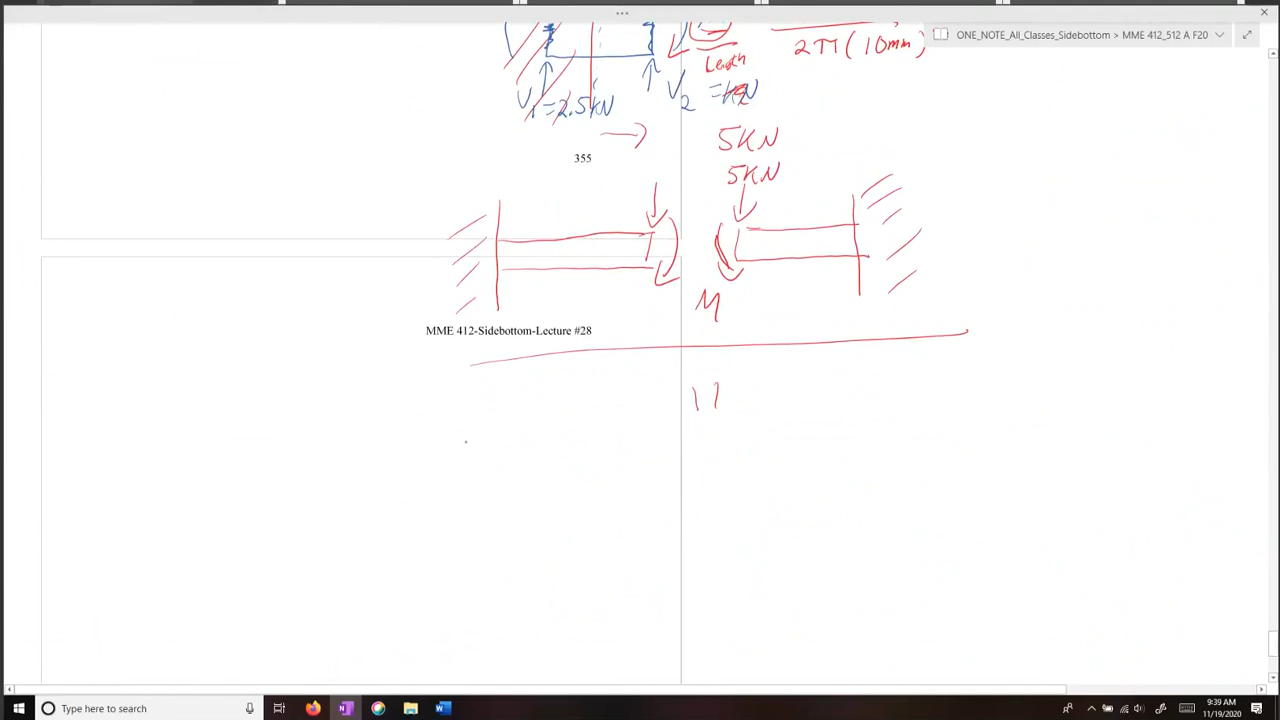 ONE_NOTE_All_Classes_Sidebottom > MME 412_512 A F20
2π(10mm)
Length
V1=2.5KN
V2 =
5KN
355
5KN
M
MME 412-Sidebottom-Lecture #28
Type here to search
9:39 AM
11/19/2020